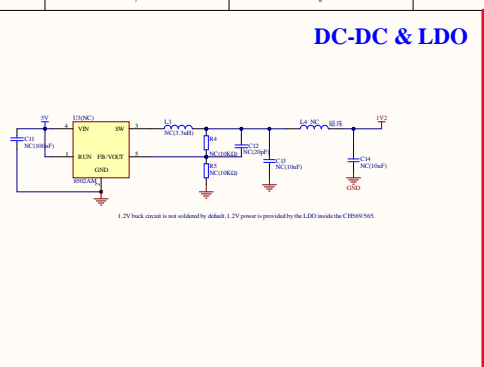 DC-DC & LDO
5V
U3(NC)
L3
NC(3.3uH)
L4 NC 磁珠
1V2
C11
NC(100nF)
4 VIN SW 3
R4
NC(10KΩ)
C12
NC(20pF)
1 RUN FB/VOUT 5
GND
8502AM
R5
NC(10KΩ)
C13
NC(10uF)
C14
NC(10uF)
GND
1.2V buck circuit is not soldered by default.1.2V power is provided by the LDO inside the CH569/565.